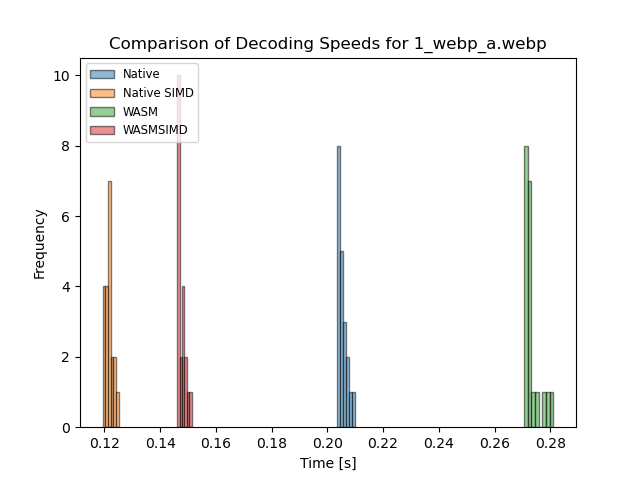 Comparison of Decoding Speeds for 1_webp_a.webp
Native
Native SIMD
WASM
WASMSIMD
Frequency
10
8
6
4
2
0
0.12 0.14 0.16 0.18 0.20 0.22 0.24 0.26 0.28
Time [s]